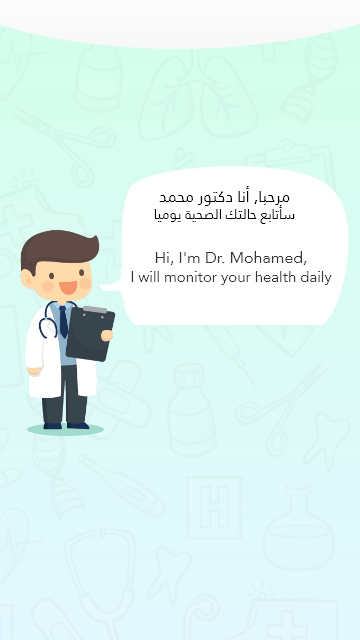 مرحبا, أنا دكتور محمد
سأتابع حالتك الصحية يوميا
Hi, I'm Dr. Mohamed,
I will monitor your health daily
H